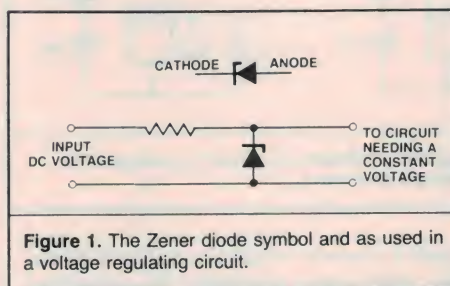 CATHODE ANODE
INPUT
DC VOLTAGE
TO CIRCUIT
NEEDING A
CONSTANT
VOLTAGE
Figure 1. The Zener diode symbol and as used in
a voltage regulating circuit.